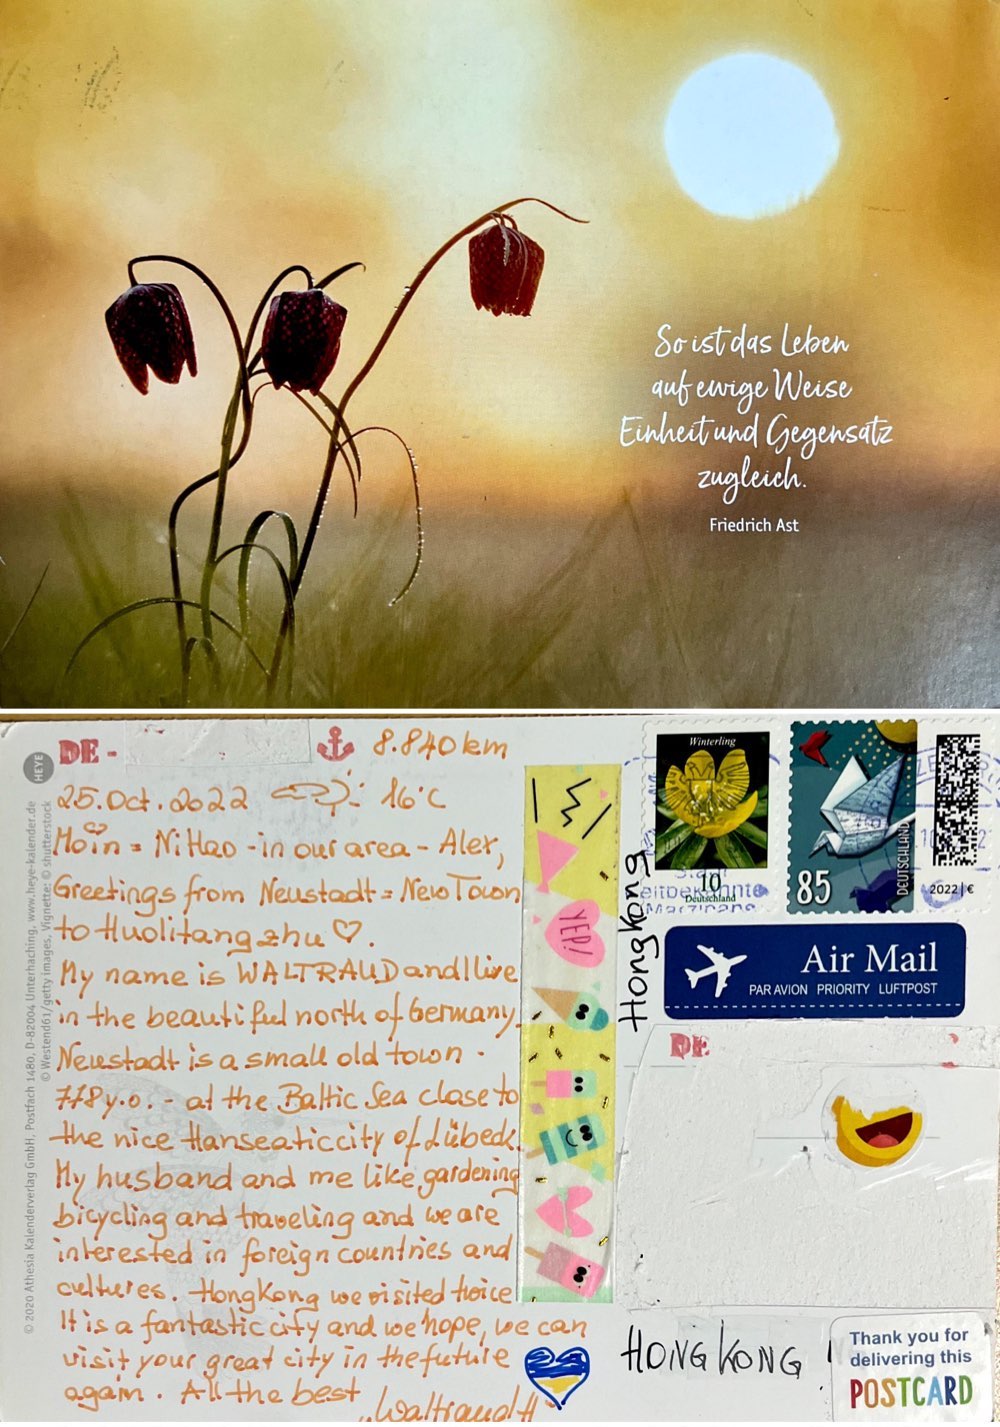 So ist das Leben
auf ewige Weise
Einheit und Gegensatz
zugleich.
Friedrich Ast
HEYE
© 2020 Athesia Kalenderverlag GmbH, Postfach 1480, D-82004 Unterhaching, www.heye-kalender.de
© Westend61/getty images, Vignette: © shutterstock
DE -
8.840 km
25. Oct. 2022 16°C
Moin = NiHao - in our area - Alex,
Greetings from Neustadt = New Town
to Huolitangzhu ♡.
My name is WALTRAUD and I live
in the beautiful north of Germany.
Neustadt is a small old town -
778 y.o. - at the Baltic Sea close to
the nice Hanseatic city of Lübeck.
My husband and me like gardening
bicycling and traveling and we are
interested in foreign countries and
cultures. HongKong we visited twice
It is a fantastic city and we hope, we can
visit your great city in the future
again. All the best
„Waltraud H“
YEP!
Winterling
10
Deutschland
85
DEUTSCHLAND
2022 | €
Stadt
weltbekannte
Marzipans
HongKong
Air Mail
PAR AVION PRIORITY LUFTPOST
DE
HONG KONG
Thank you for
delivering this
POSTCARD